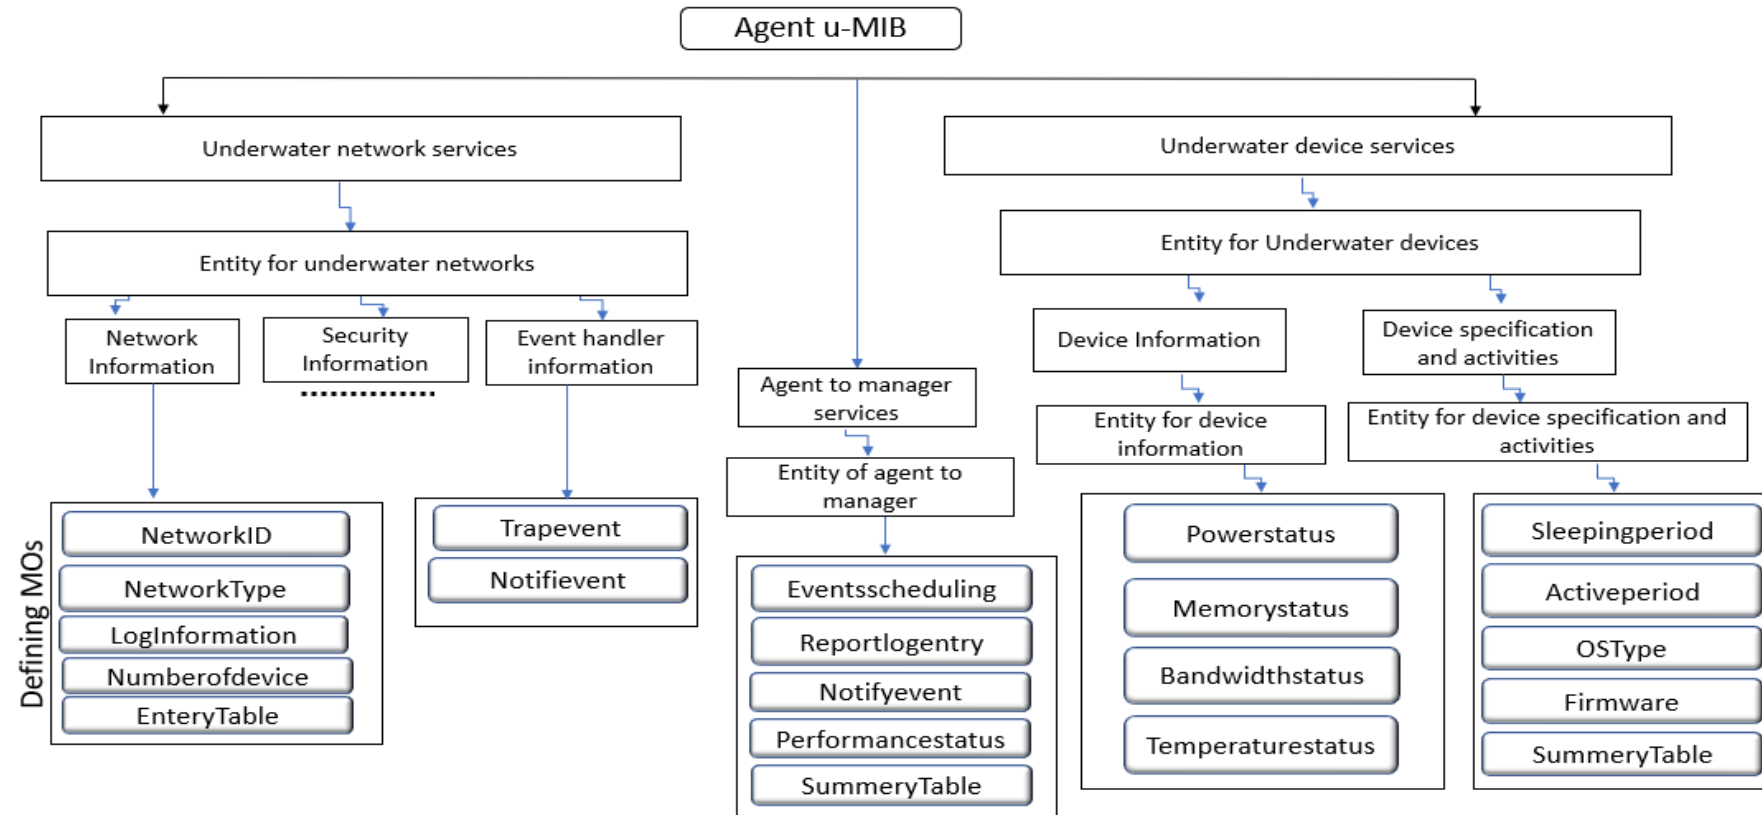 Agent u-MIB
Underwater network services
Underwater device services
Entity for underwater networks
Entity for Underwater devices
Network
Information
Security
Information
Event handler
information
Device Information
Device specification
and activities
Agent to manager
services
Entity for device
information
Entity for device specification and
activities
Entity of agent to
manager
Defining MOs
NetworkID
NetworkType
LogInformation
Numberofdevice
EnteryTable
Trapevent
Notifievent
Eventsscheduling
Reportlogentry
Notifyevent
Performancestatus
SummeryTable
Powerstatus
Memorystatus
Bandwidthstatus
Temperaturestatus
Sleepingperiod
Activeperiod
OSType
Firmware
SummeryTable